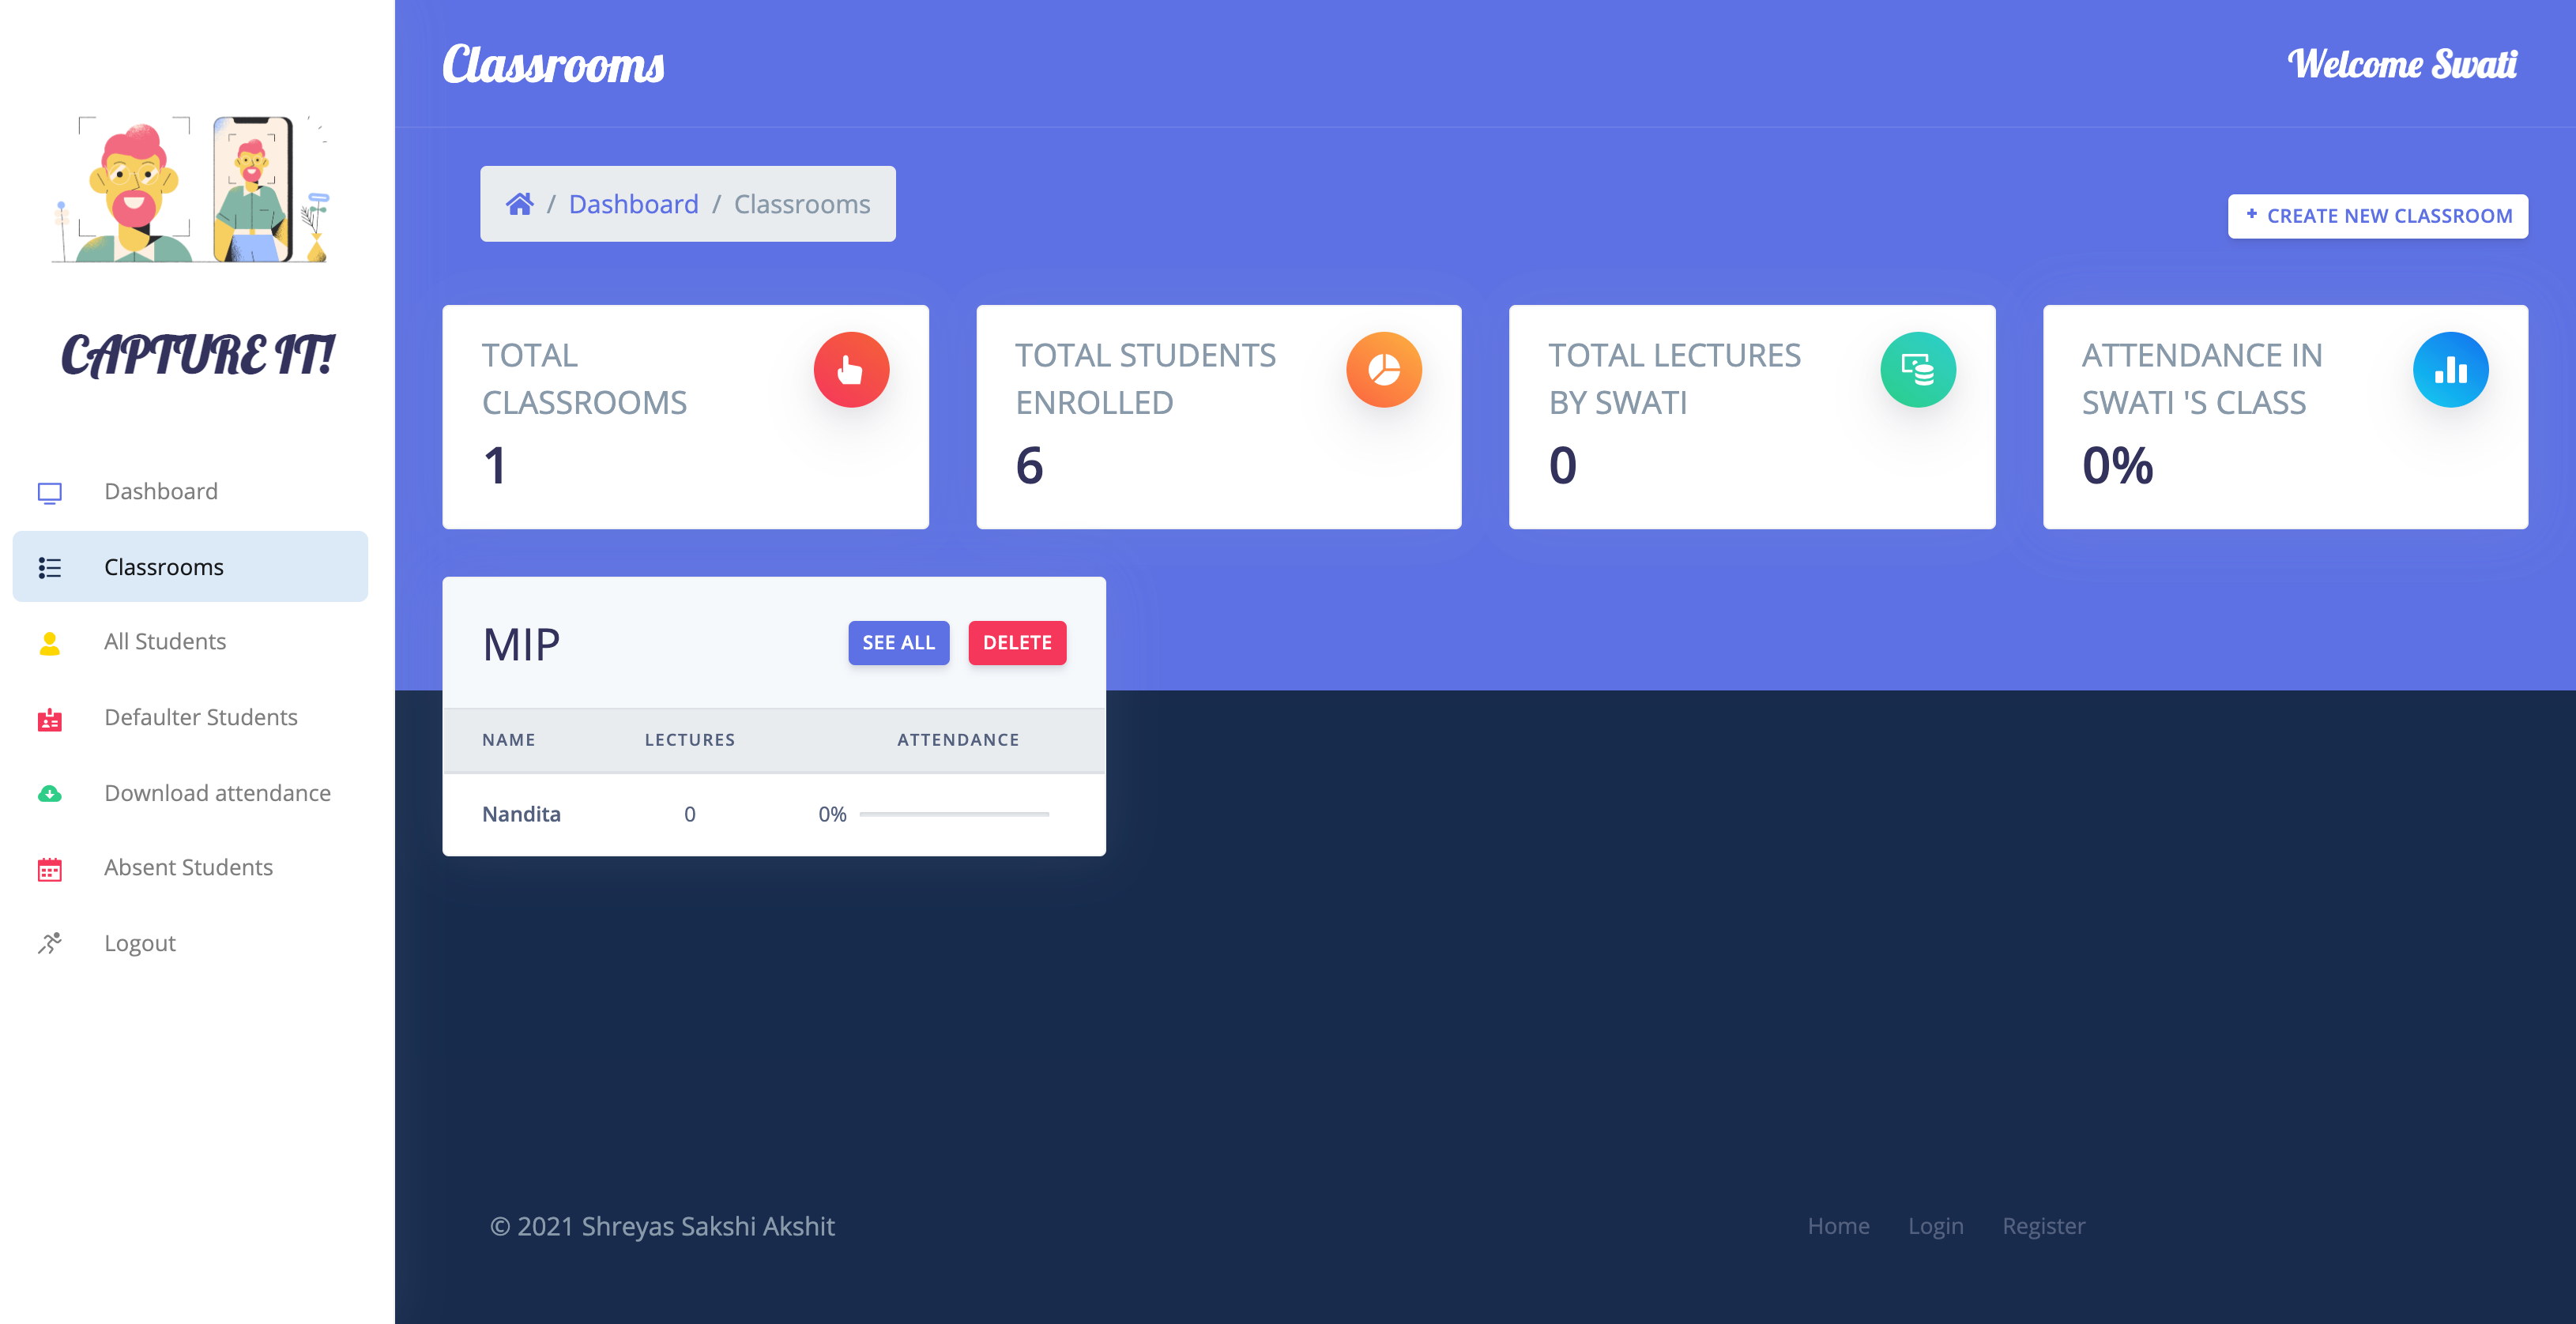 CAPTURE IT!
Dashboard
Classrooms
All Students
Defaulter Students
Download attendance
Absent Students
Logout
Classrooms
Welcome Swati
/ Dashboard / Classrooms
+ CREATE NEW CLASSROOM
TOTAL
CLASSROOMS
1
TOTAL STUDENTS
ENROLLED
6
TOTAL LECTURES
BY SWATI
0
ATTENDANCE IN
SWATI 'S CLASS
0%
MIP
SEE ALL
DELETE
NAME LECTURES ATTENDANCE
Nandita 0 0%
© 2021 Shreyas Sakshi Akshit
Home Login Register